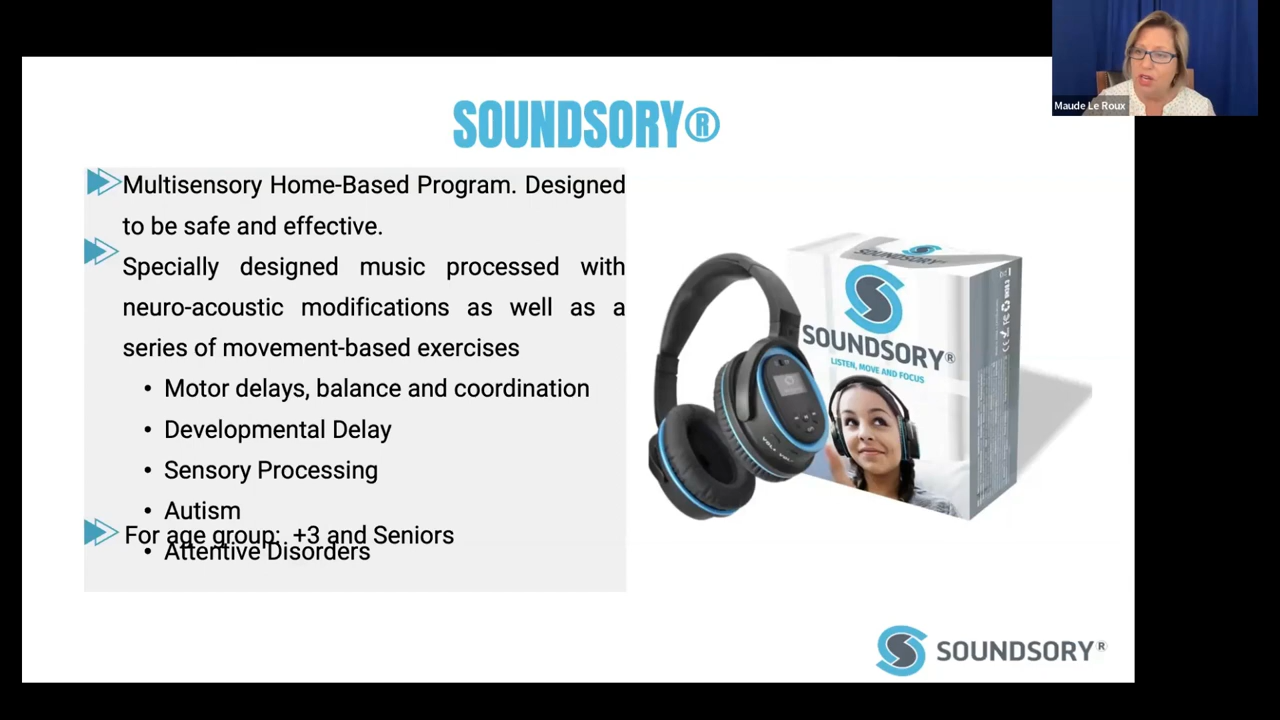 Maude Le Roux
SOUNDSORY®
Multisensory Home-Based Program. Designed
to be safe and effective.
Specially designed music processed with
neuro-acoustic modifications as well as a
series of movement-based exercises
• Motor delays, balance and coordination
• Developmental Delay
• Sensory Processing
• Autism
For age group: +3 and Seniors
• Attentive Disorders
SOUNDSORY
SOUNDSORY®
LISTEN, MOVE AND FOCUS
SOUNDSORY®